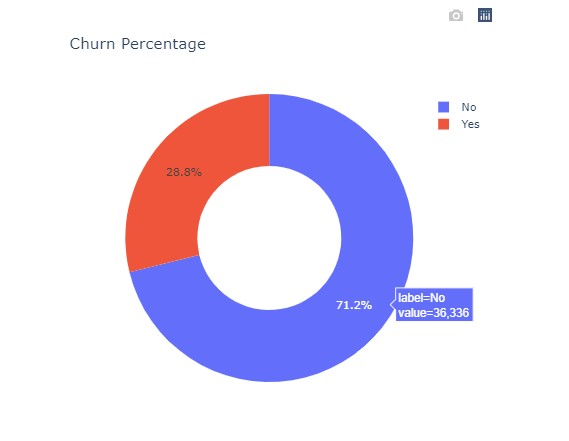 Churn Percentage
No
Yes
28.8%
71.2%
label=No
value=36,336